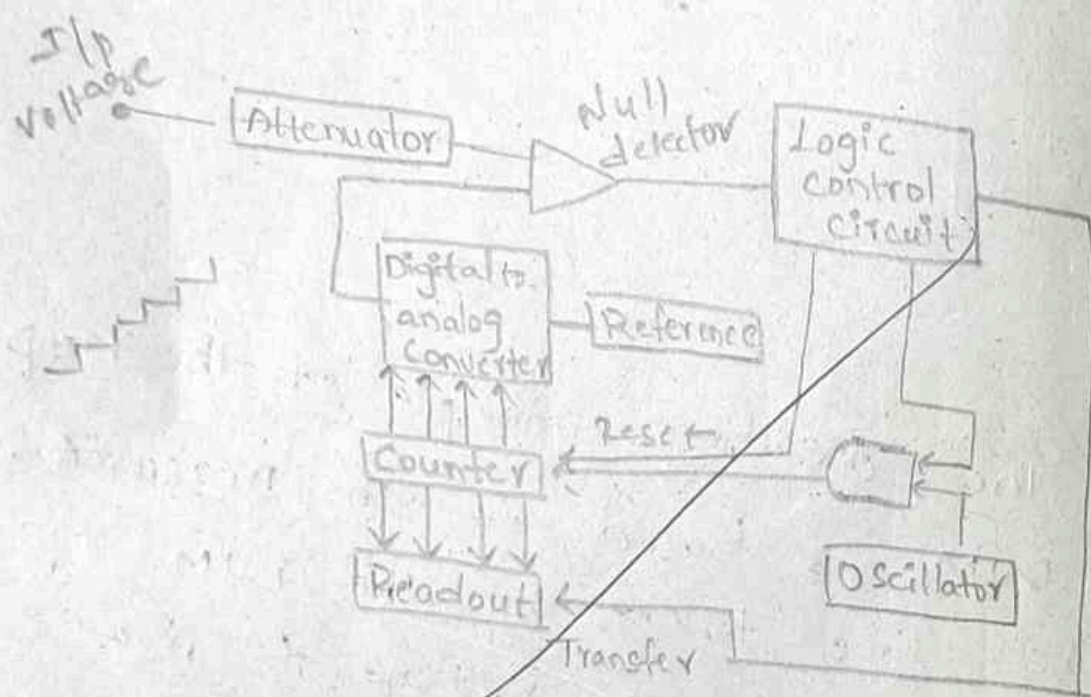 I/p
Voltage
Attenuator
Null
detector
Logic
control
circuit
Digital to
analog
Converter
Reference
Reset
Counter
Readout
Oscillator
Transfer